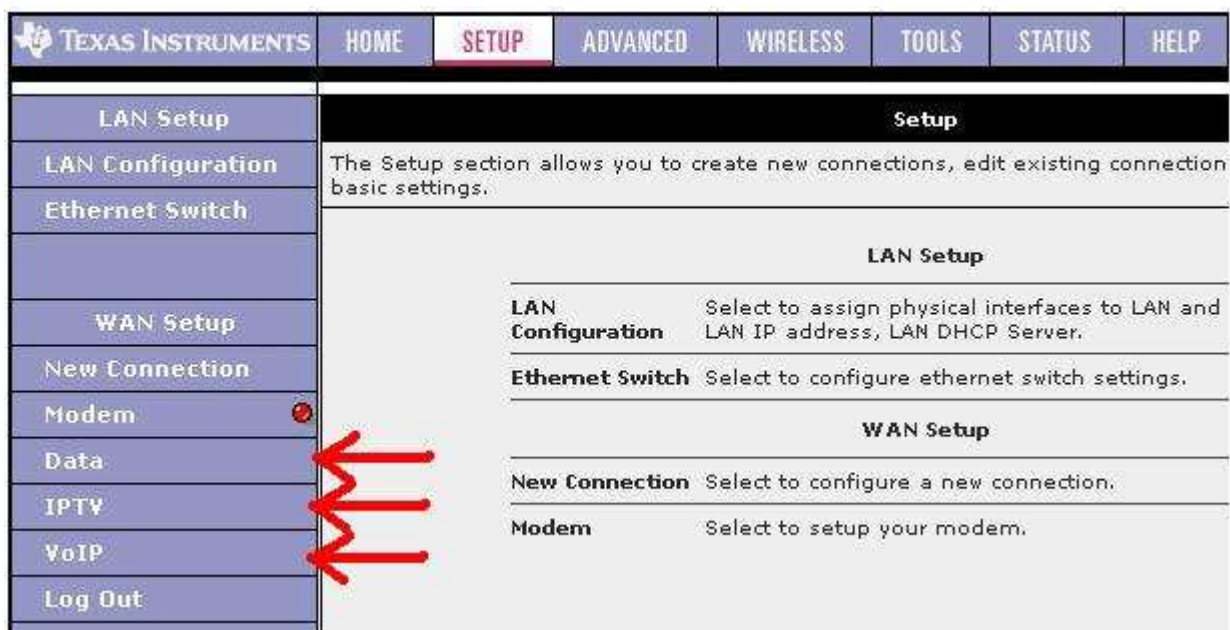 TEXAS INSTRUMENTS HOME SETUP ADVANCED WIRELESS TOOLS STATUS HELP
LAN Setup
LAN Configuration
Ethernet Switch
WAN Setup
New Connection
Modem
Data
IPTV
VoIP
Log Out
Setup
The Setup section allows you to create new connections, edit existing connection
basic settings.
LAN Setup
LAN
Configuration
Select to assign physical interfaces to LAN and
LAN IP address, LAN DHCP Server.
Ethernet Switch Select to configure ethernet switch settings.
WAN Setup
New Connection Select to configure a new connection.
Modem Select to setup your modem.